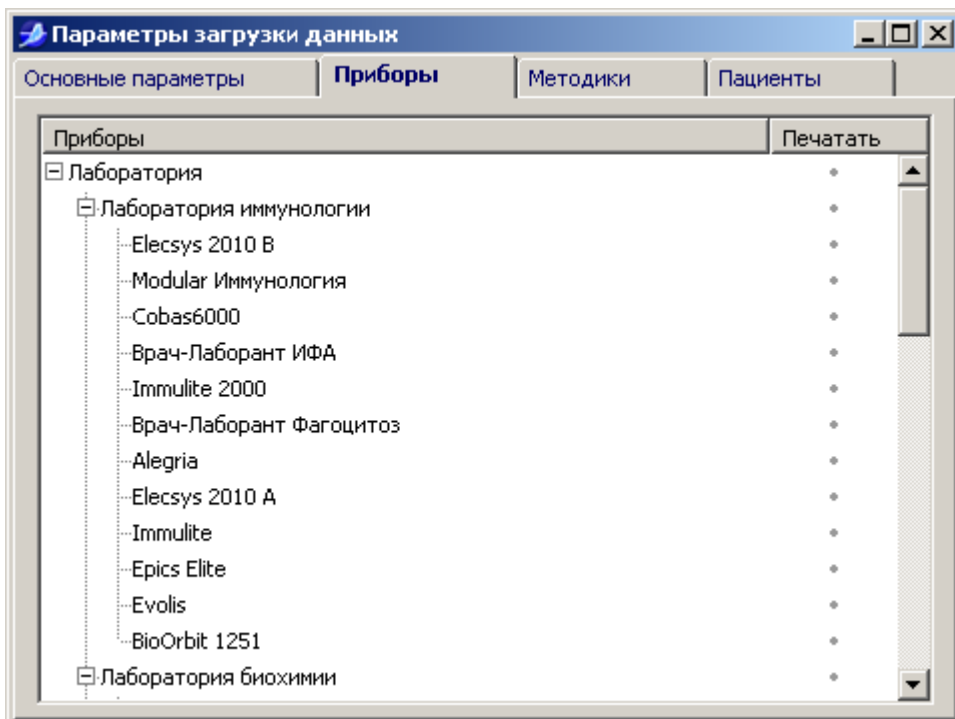 Параметры загрузки данных
Основные параметры Приборы Методики Пациенты
Приборы Печатать
Лаборатория
Лаборатория иммунологии
Elecsys 2010 B
Modular Иммунология
Cobas6000
Врач-Лаборант ИФА
Immulite 2000
Врач-Лаборант Фагоцитоз
Alegria
Elecsys 2010 A
Immulite
Epics Elite
Evolis
BioOrbit 1251
Лаборатория биохимии